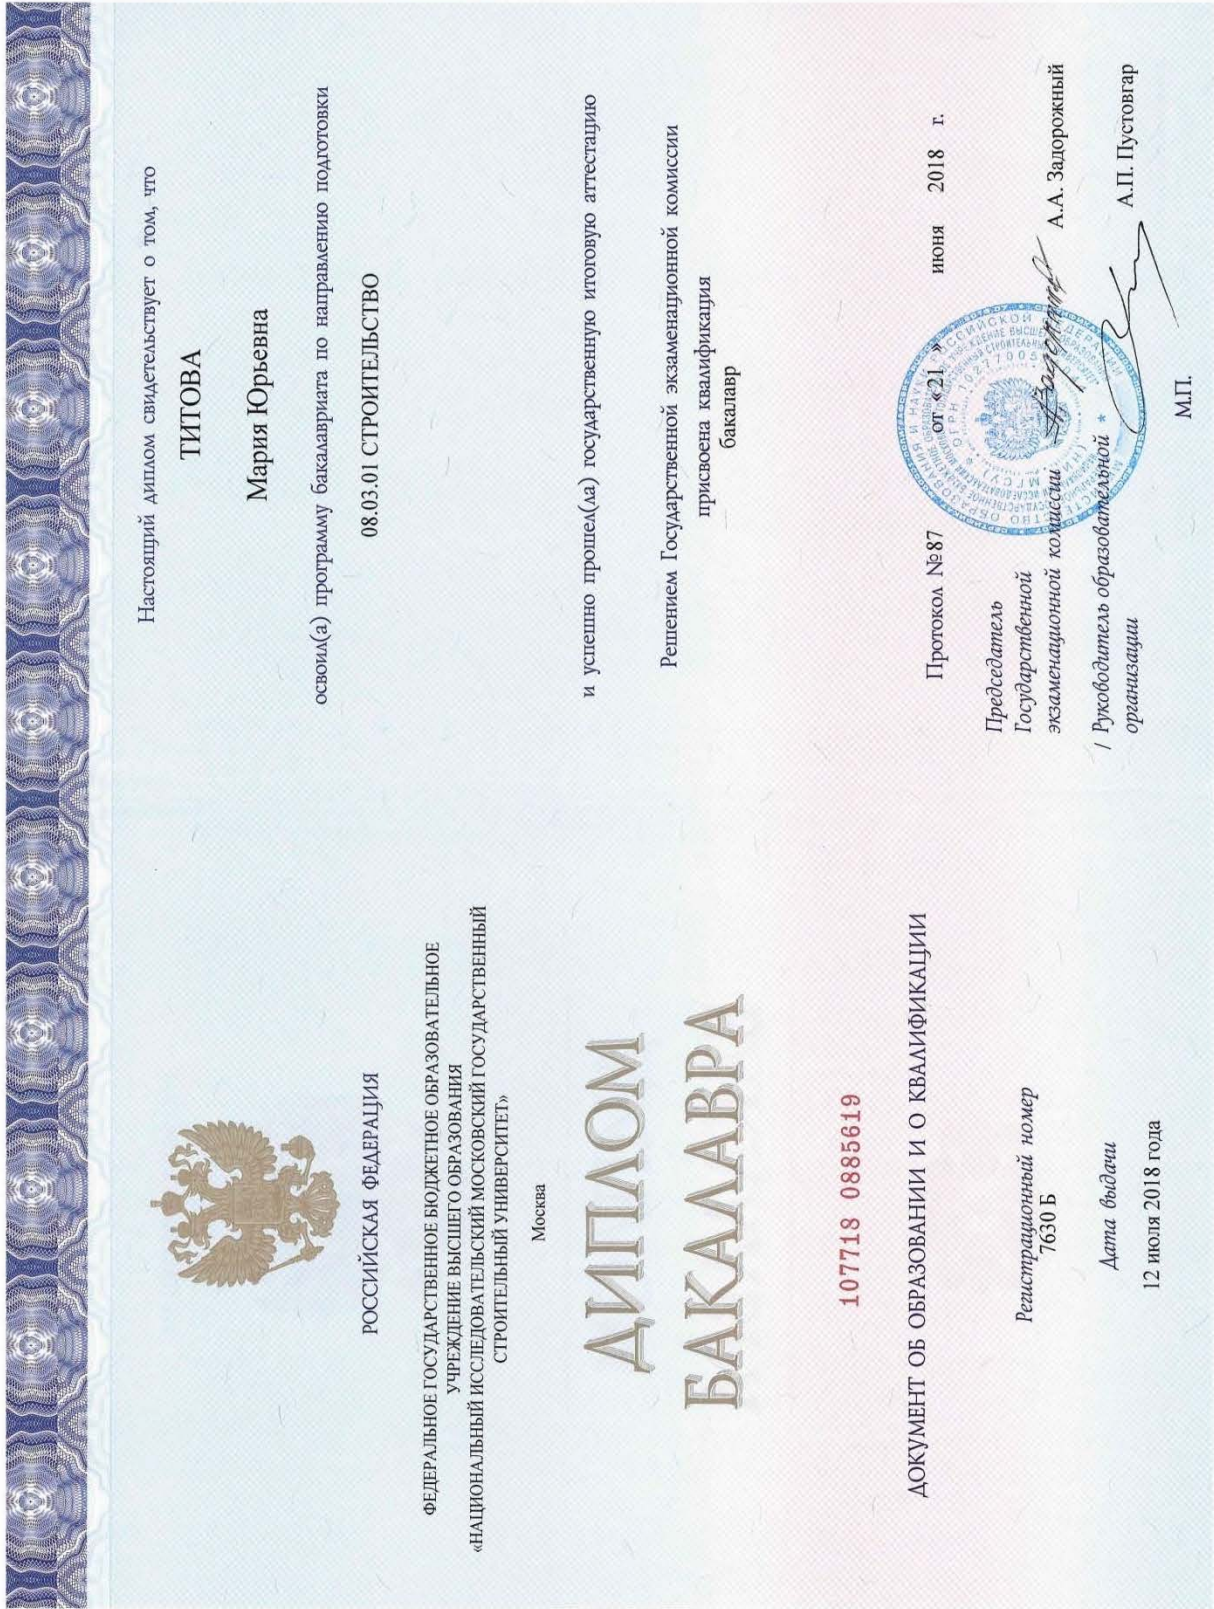 РОССИЙСКАЯ ФЕДЕРАЦИЯ
ФЕДЕРАЛЬНОЕ ГОСУДАРСТВЕННОЕ БЮДЖЕТНОЕ ОБРАЗОВАТЕЛЬНОЕ
УЧРЕЖДЕНИЕ ВЫСШЕГО ОБРАЗОВАНИЯ
«НАЦИОНАЛЬНЫЙ ИССЛЕДОВАТЕЛЬСКИЙ МОСКОВСКИЙ ГОСУДАРСТВЕННЫЙ
СТРОИТЕЛЬНЫЙ УНИВЕРСИТЕТ»
Москва
ДИПЛОМ
БАКАЛАВРА
107718 0885619
ДОКУМЕНТ ОБ ОБРАЗОВАНИИ И О КВАЛИФИКАЦИИ
Регистрационный номер
7630 Б
Дата выдачи
12 июля 2018 года
Настоящий диплом свидетельствует о том, что
ТИТОВА
Мария Юрьевна
освоил(а) программу бакалавриата по направлению подготовки
08.03.01 СТРОИТЕЛЬСТВО
и успешно прошел(ла) государственную итоговую аттестацию
Решением Государственной экзаменационной комиссии
присвоена квалификация
бакалавр
Протокол №87 от «21 » июня 2018 г.
Председатель
Государственной
экзаменационной комиссии А.А. Задорожный
/ Руководитель образовательной
организации А.П. Пустовгар
М.П.